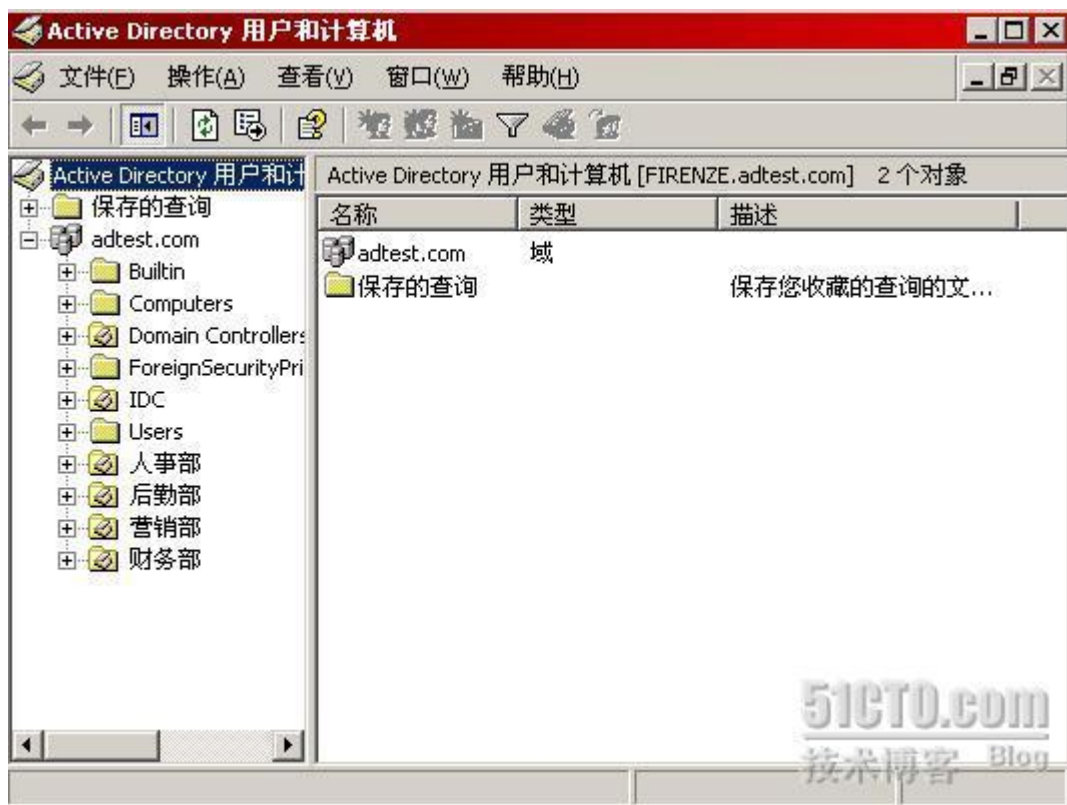 Active Directory 用户和计算机
文件(F) 操作(A) 查看(V) 窗口(W) 帮助(H)
Active Directory 用户和计
保存的查询
adtest.com
Builtin
Computers
Domain Controllers
ForeignSecurityPri
IDC
Users
人事部
后勤部
营销部
财务部
Active Directory 用户和计算机 [FIRENZE.adtest.com] 2 个对象
名称 类型 描述
adtest.com 域
保存的查询 保存您收藏的查询的文...
51CTO.com
技术博客 Blog